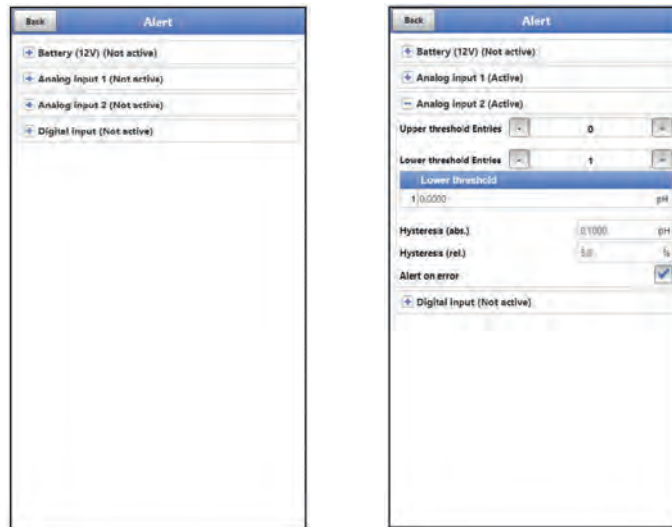 Back Alert
+ Battery (12V) (Not active)
+ Analog input 1 (Not active)
+ Analog input 2 (Not active)
+ Digital Input (Not active)
Back Alert
+ Battery (12V) (Not active)
+ Analog input 1 (Active)
− Analog input 2 (Active)
Upper threshold Entries - 0
Lower threshold Entries - 1
Lower threshold
1 0.0000 pH
Hysteresis (abs.) 0.1000 pH
Hysteresis (rel.) 5.0
Alert on error
+ Digital Input (Not active)